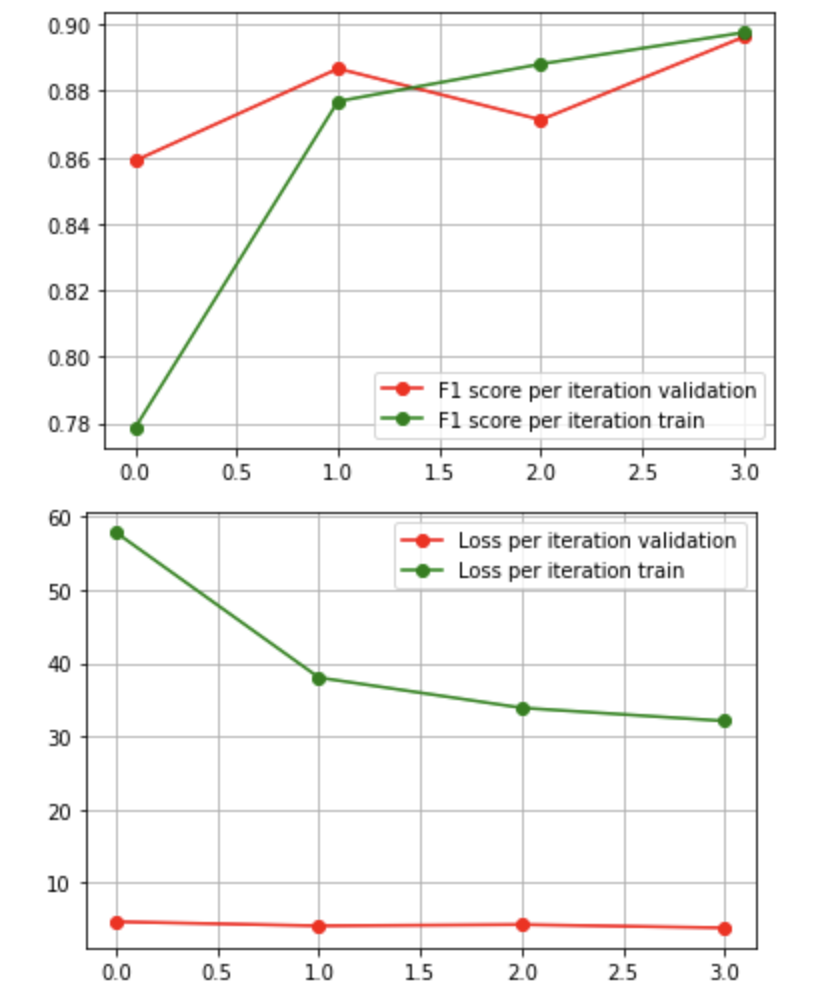 0.90
0.88
0.86
0.84
0.82
0.80
0.78
F1 score per iteration validation
F1 score per iteration train
0.0 0.5 1.0 1.5 2.0 2.5 3.0
60
50
40
30
20
10
Loss per iteration validation
Loss per iteration train
0.0 0.5 1.0 1.5 2.0 2.5 3.0